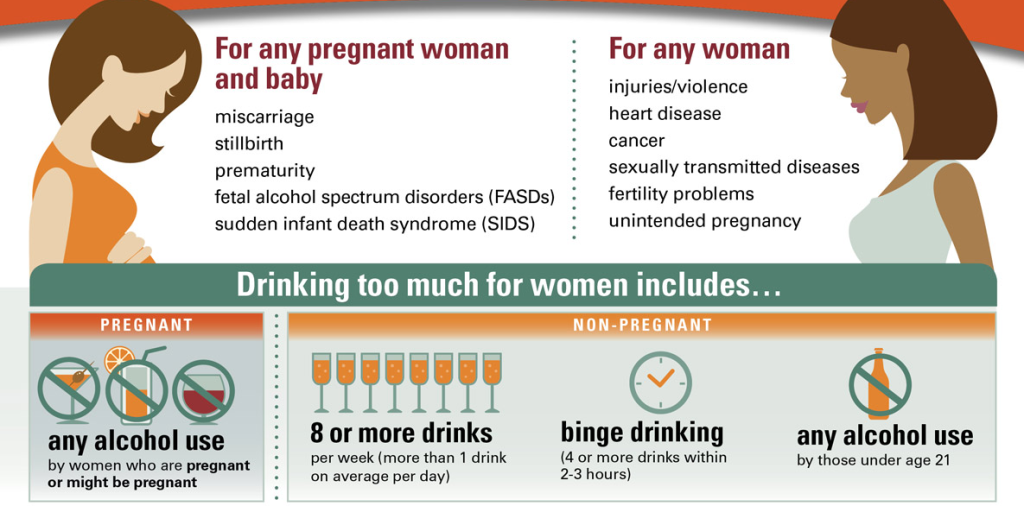 For any pregnant woman
and baby
miscarriage
stillbirth
prematurity
fetal alcohol spectrum disorders (FASDs)
sudden infant death syndrome (SIDS)
For any woman
injuries/violence
heart disease
cancer
sexually transmitted diseases
fertility problems
unintended pregnancy
Drinking too much for women includes…
PREGNANT
any alcohol use
by women who are pregnant
or might be pregnant
NON-PREGNANT
8 or more drinks
per week (more than 1 drink
on average per day)
binge drinking
(4 or more drinks within
2-3 hours)
any alcohol use
by those under age 21